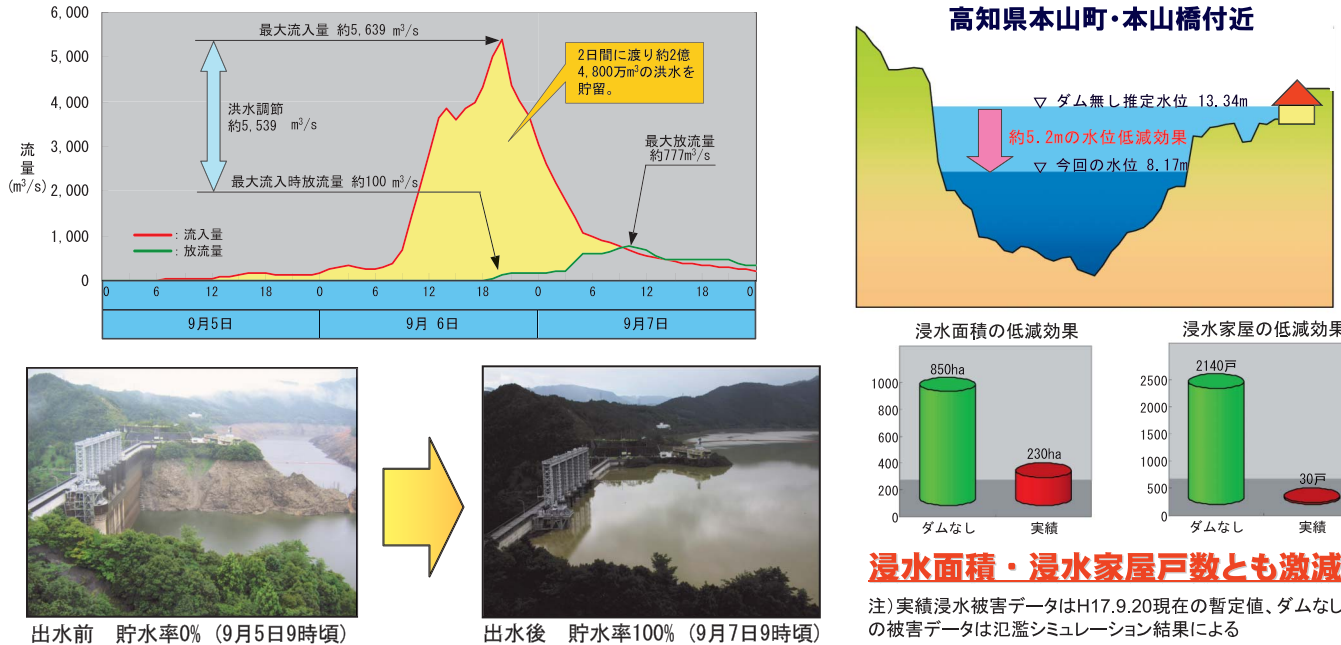 6,000
5,000
4,000
3,000
2,000
1,000
0
流量
(m³/s)
最大流入量 約5,639 m³/s
洪水調節
約5,539 m³/s
最大流入時放流量 約100 m³/s
2日間に渡り約2億
4,800万m³の洪水を
貯留。
最大放流量
約777m³/s
: 流入量
: 放流量
0 6 12 18 0 6 12 18 0 6 12 18 0
9月5日 9月 6日 9月7日
高知県本山町・本山橋付近
▽ ダム無し推定水位 13.34m
約5.2mの水位低減効果
▽ 今回の水位 8.17m
出水前 貯水率0% (9月5日9時頃)
出水後 貯水率100% (9月7日9時頃)
浸水面積の低減効果
1000
800
600
400
200
0
850ha
230ha
ダムなし 実績
浸水家屋の低減効果
2500
2000
1500
1000
500
0
2140戸
30戸
ダムなし 実績
浸水面積・浸水家屋戸数とも激減
注)実績浸水被害データはH17.9.20現在の暫定値、ダムなし
の被害データは氾濫シミュレーション結果による